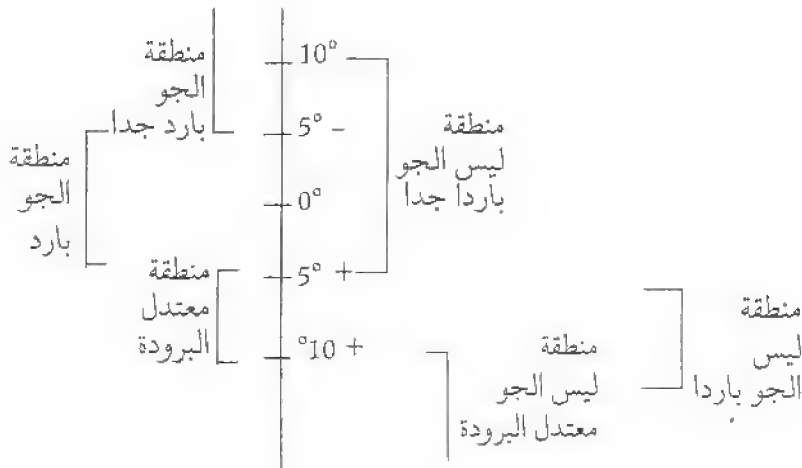 منطقة
الجو
بارد جدا
منطقة
الجو
بارد
منطقة
معتدل
البرودة
10°
5° -
0°
5° +
°10 +
منطقة
ليس الجو
باردا جدا
منطقة
ليس الجو
معتدل البرودة
منطقة
ليس
الجو باردا